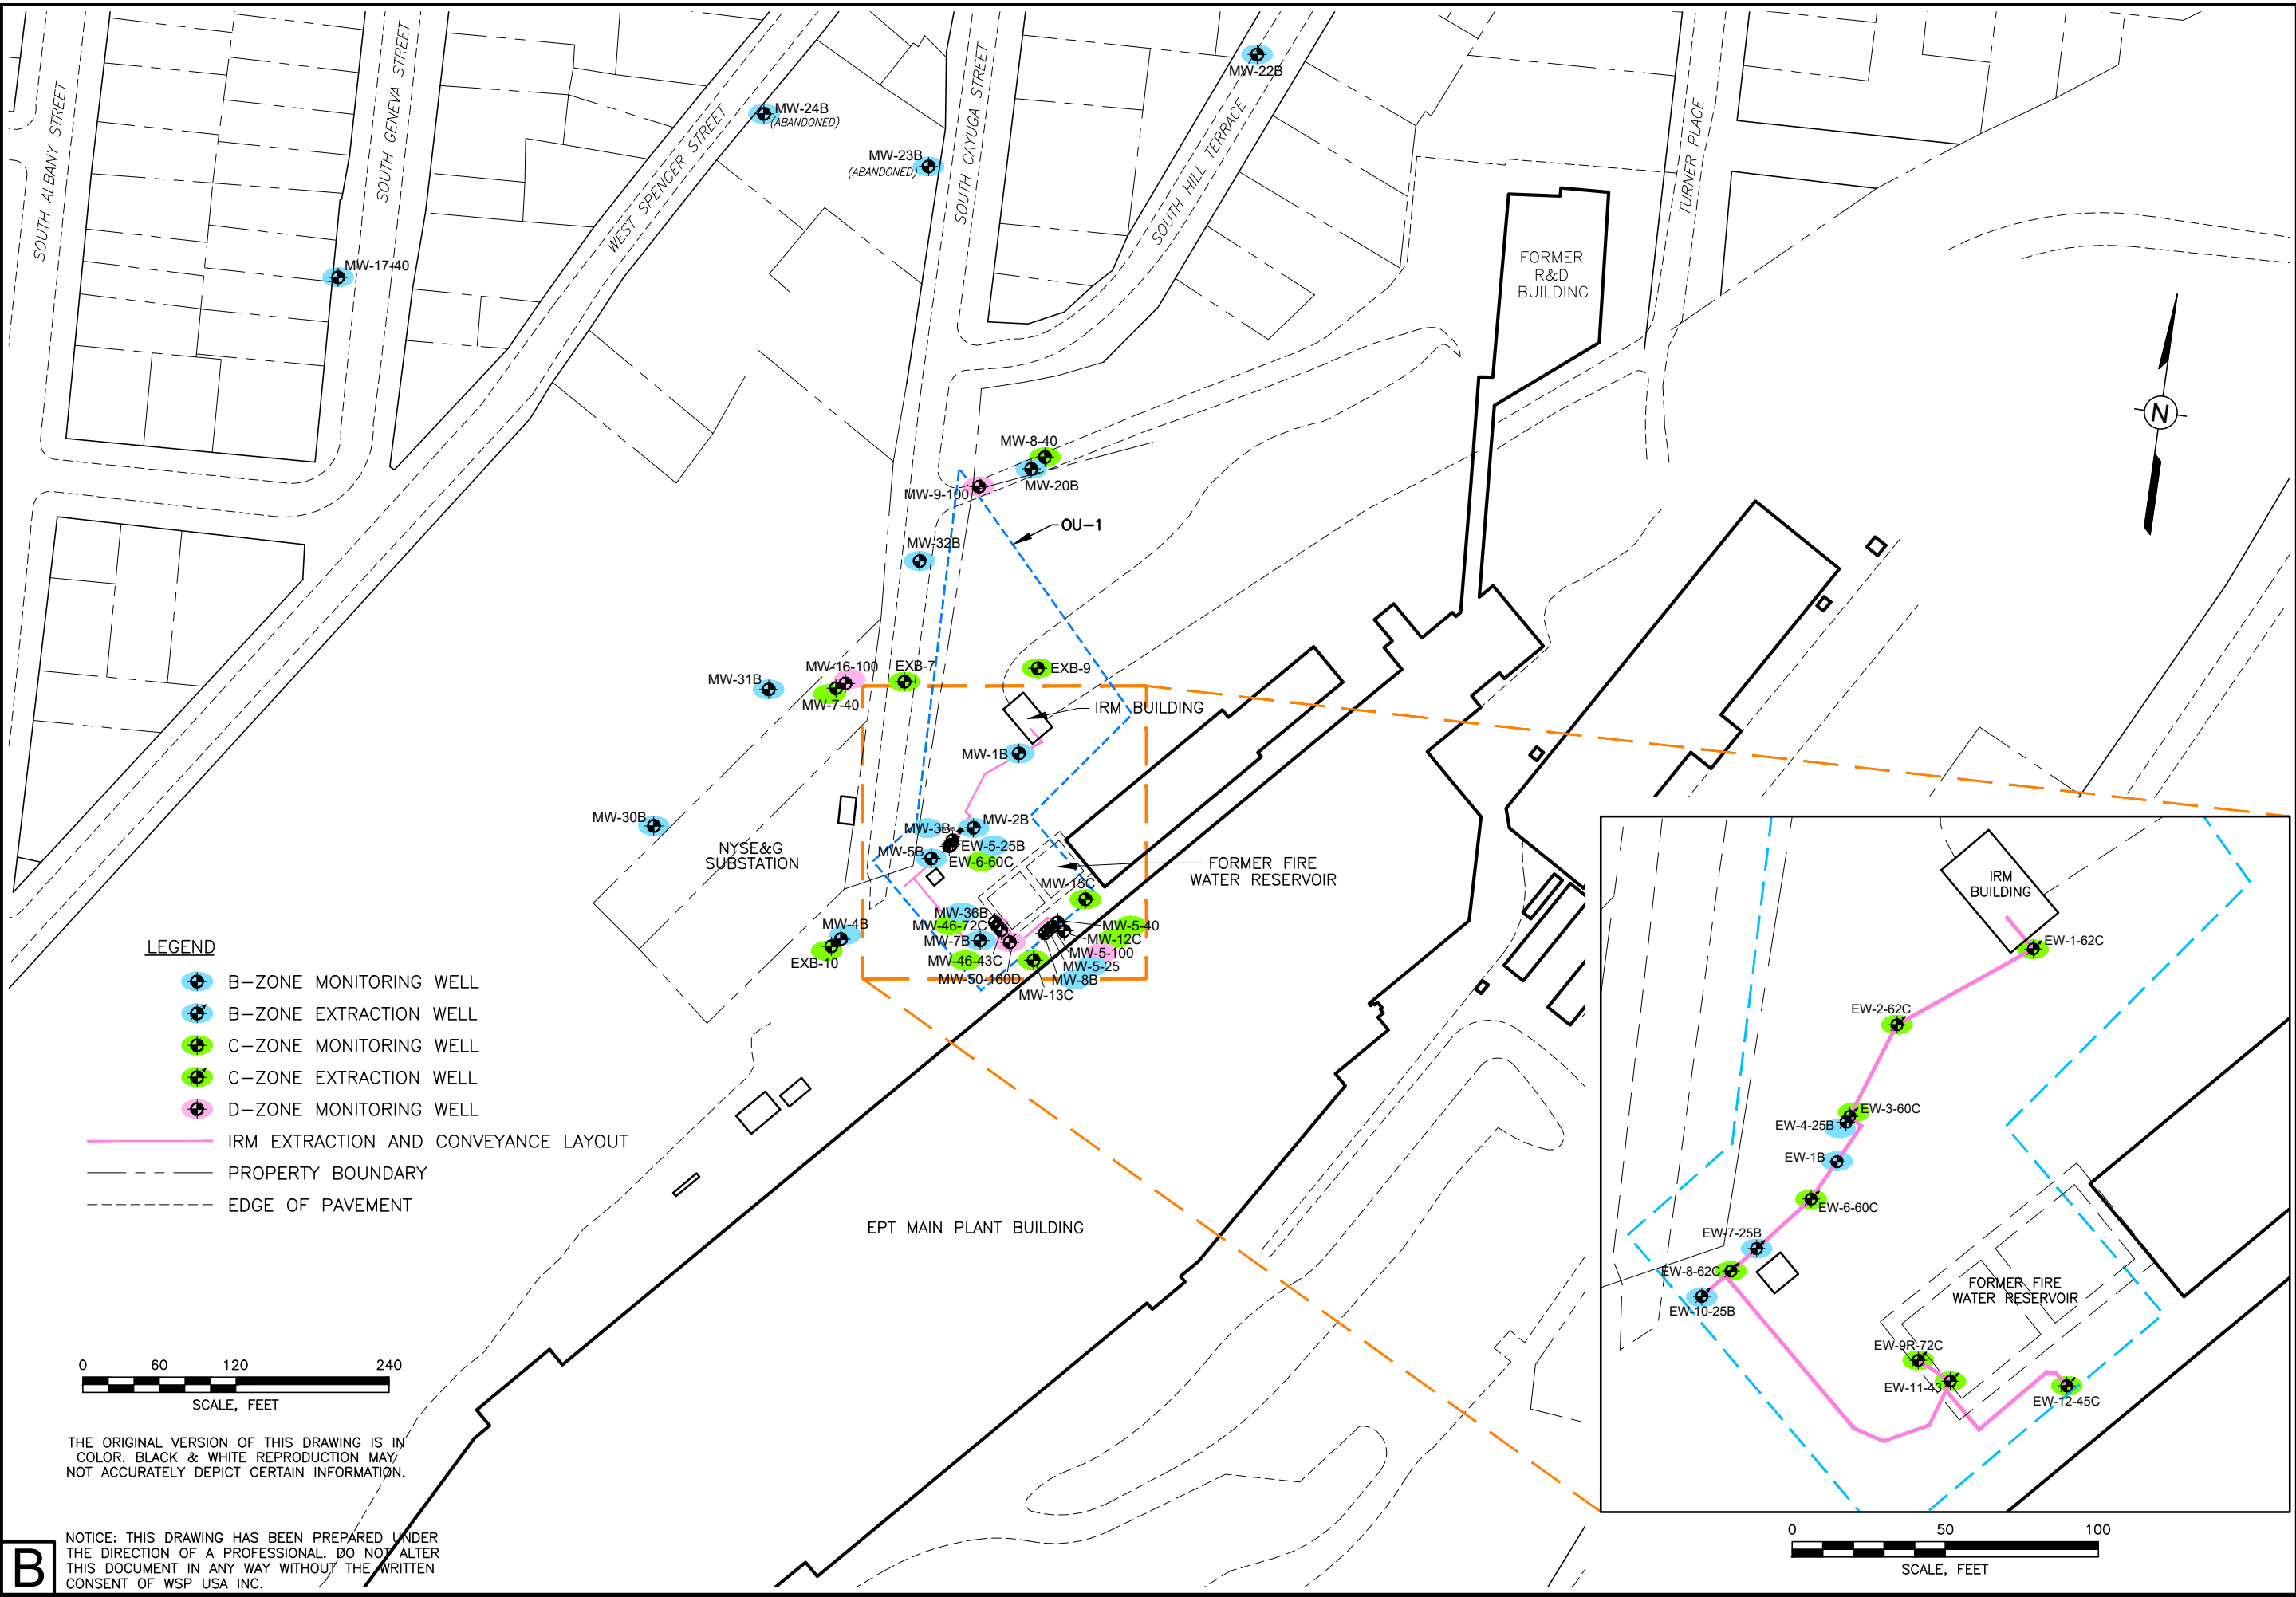 SOUTH ALBANY STREET
SOUTH GENEVA STREET
WEST SPENCER STREET
SOUTH CAYUGA STREET
SOUTH HILL TERRACE
TURNER PLACE
MW-22B
MW-24B
(ABANDONED)
MW-23B
(ABANDONED)
MW-17-40
FORMER
R&D
BUILDING
N
MW-8-40
MW-20B
MW-9-100
OU-1
MW-32B
MW-16-100
EXB-7
EXB-9
MW-31B
MW-7-40
IRM BUILDING
MW-1B
MW-30B
MW-3B
MW-2B
EW-5-25B
MW-5B
EW-6-60C
NYSE&G
SUBSTATION
FORMER FIRE
WATER RESERVOIR
MW-15C
MW-36B
MW-46-72C
MW-7B
MW-46-43C
MW-50-160D
MW-13C
MW-5-40
MW-12C
MW-5-100
MW-5-25
MW-8B
MW-4B
EXB-10
LEGEND
B-ZONE MONITORING WELL
B-ZONE EXTRACTION WELL
C-ZONE MONITORING WELL
C-ZONE EXTRACTION WELL
D-ZONE MONITORING WELL
IRM EXTRACTION AND CONVEYANCE LAYOUT
PROPERTY BOUNDARY
EDGE OF PAVEMENT
EPT MAIN PLANT BUILDING
IRM
BUILDING
EW-1-62C
EW-2-62C
EW-3-60C
EW-4-25B
EW-1B
EW-6-60C
EW-7-25B
EW-8-62C
EW-10-25B
FORMER FIRE
WATER RESERVOIR
EW-9R-72C
EW-11-43
EW-12-45C
0 50 100
SCALE, FEET
0 60 120 240
SCALE, FEET
THE ORIGINAL VERSION OF THIS DRAWING IS IN
COLOR. BLACK & WHITE REPRODUCTION MAY
NOT ACCURATELY DEPICT CERTAIN INFORMATION.
B
NOTICE: THIS DRAWING HAS BEEN PREPARED UNDER
THE DIRECTION OF A PROFESSIONAL. DO NOT ALTER
THIS DOCUMENT IN ANY WAY WITHOUT THE WRITTEN
CONSENT OF WSP USA INC.